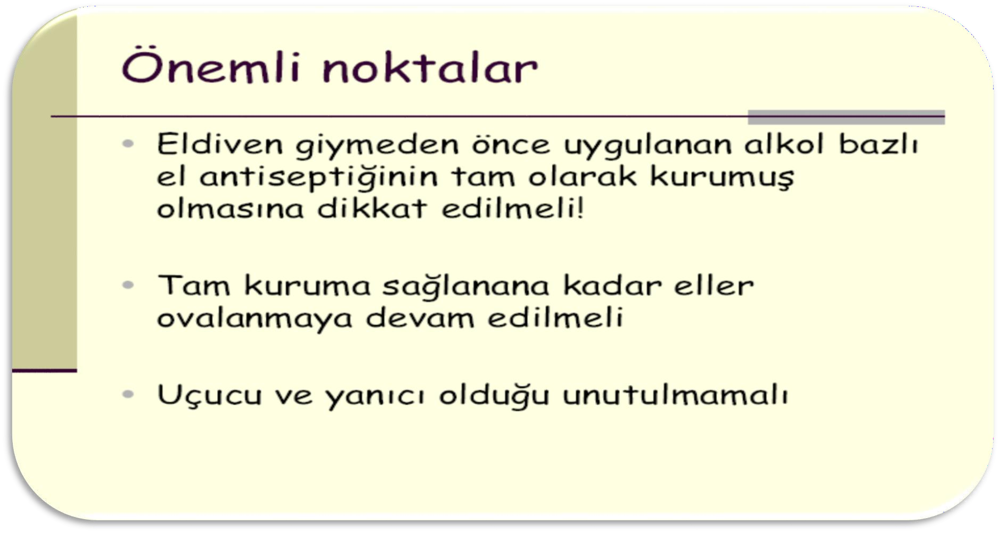 Önemli noktalar
Eldiven giymeden önce uygulanan alkol bazlı
el antiseptiğinin tam olarak kurumuş
olmasına dikkat edilmeli!
Tam kuruma sağlanana kadar eller
ovalanmaya devam edilmeli
Uçucu ve yanıcı olduğu unutulmamalı